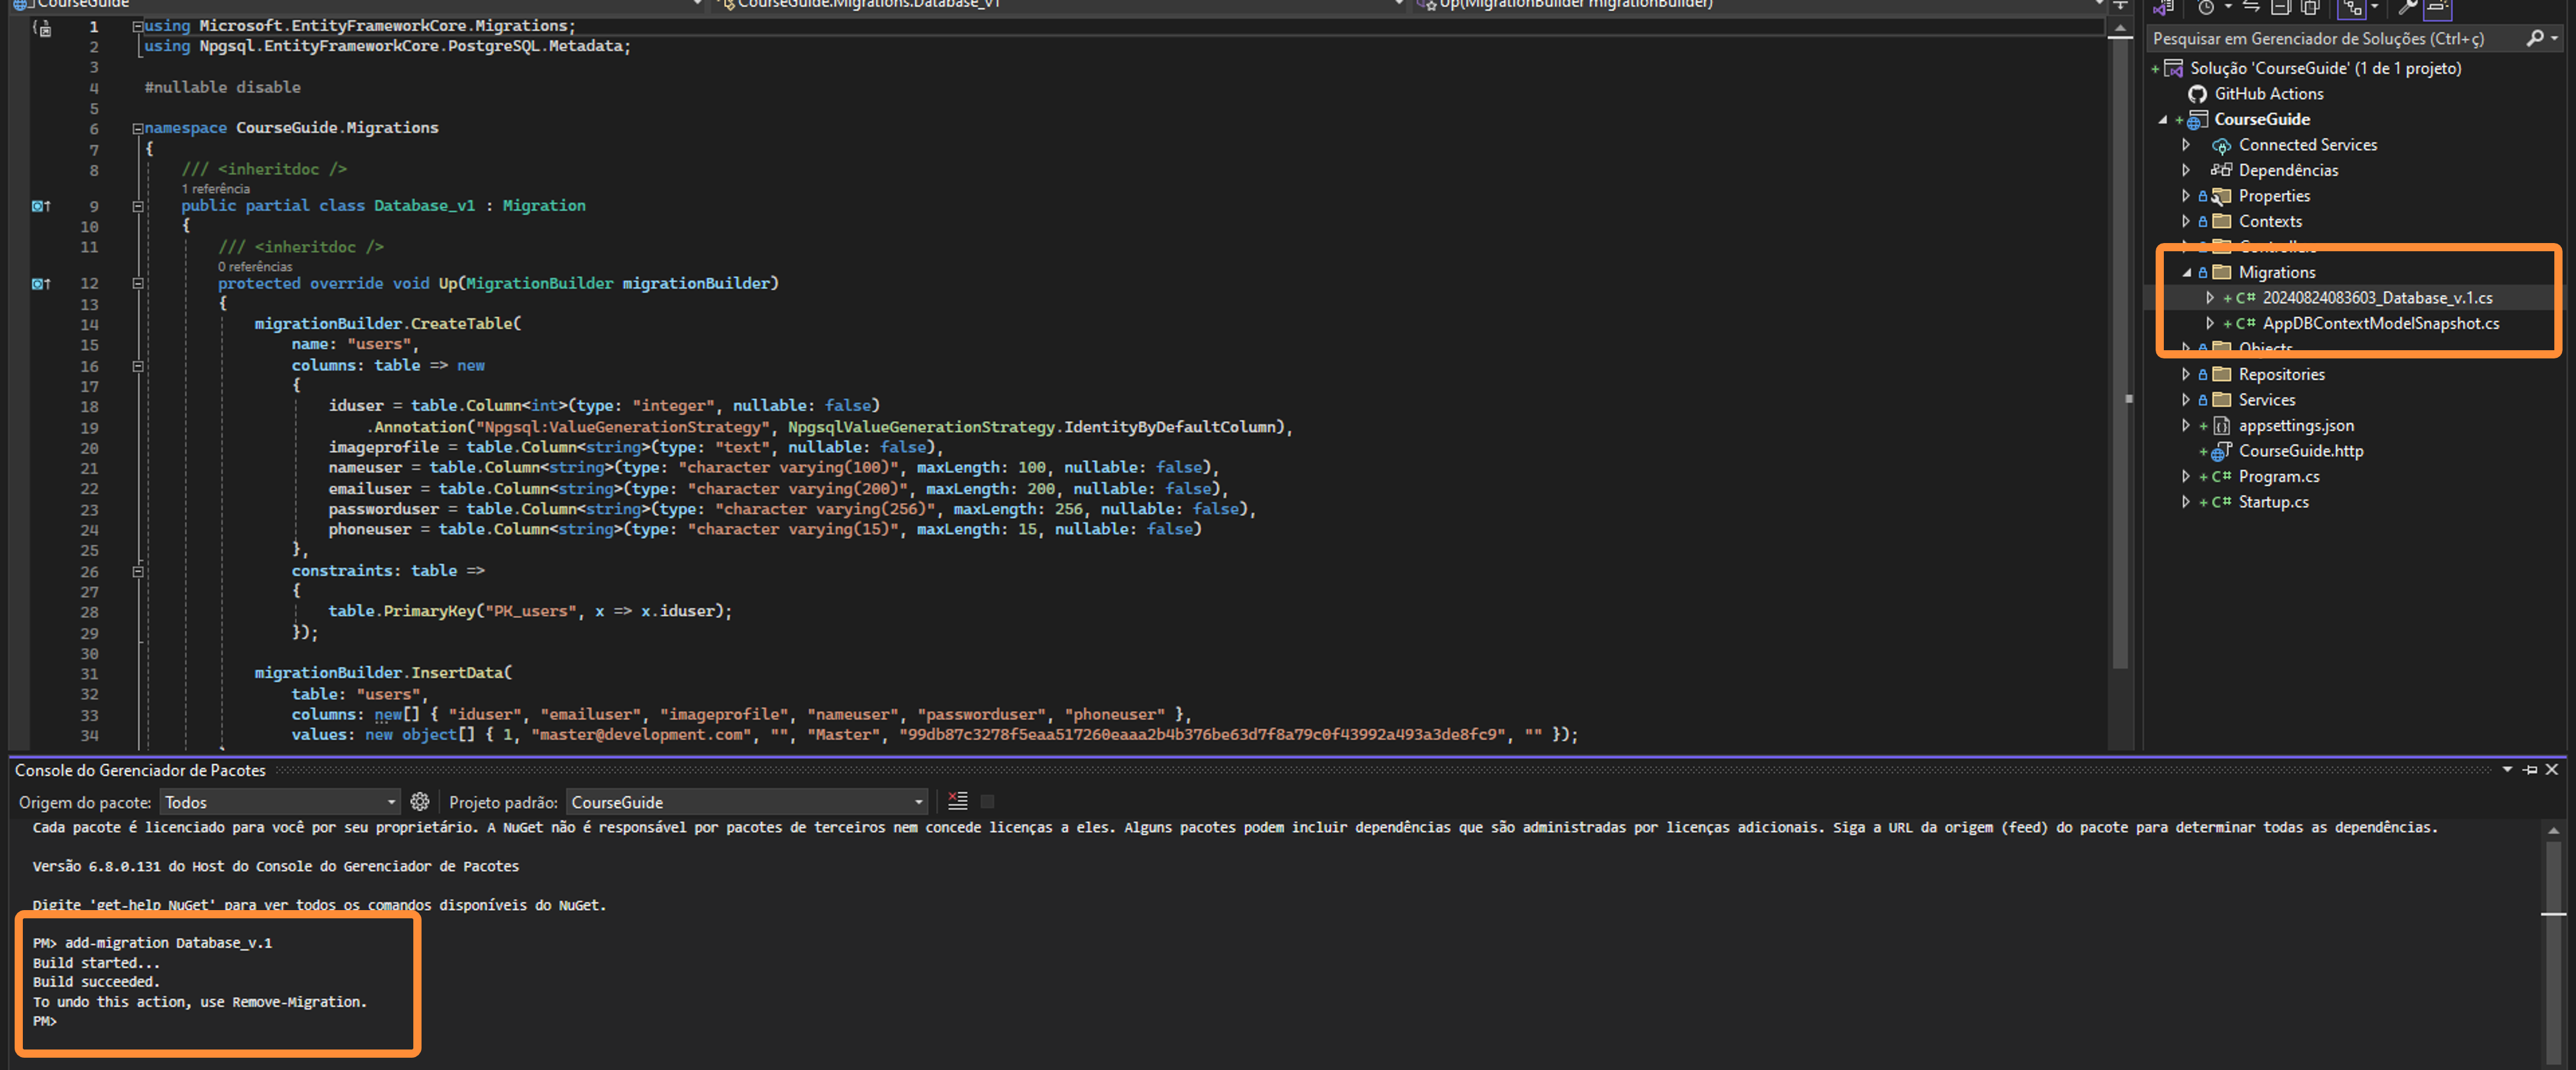 CourseGuide
CourseGuide.Migrations.Database_v1
Up(MigrationBuilder migrationBuilder)
1 using Microsoft.EntityFrameworkCore.Migrations;
2 using Npgsql.EntityFrameworkCore.PostgreSQL.Metadata;
3
4 #nullable disable
5
6 namespace CourseGuide.Migrations
7 {
8 /// <inheritdoc />
1 referência
9 public partial class Database_v1 : Migration
10 {
11 /// <inheritdoc />
0 referências
12 protected override void Up(MigrationBuilder migrationBuilder)
13 {
14 migrationBuilder.CreateTable(
15 name: "users",
16 columns: table => new
17 {
18 iduser = table.Column<int>(type: "integer", nullable: false)
19 .Annotation("Npgsql:ValueGenerationStrategy", NpgsqlValueGenerationStrategy.IdentityByDefaultColumn),
20 imageprofile = table.Column<string>(type: "text", nullable: false),
21 nameuser = table.Column<string>(type: "character varying(100)", maxLength: 100, nullable: false),
22 emailuser = table.Column<string>(type: "character varying(200)", maxLength: 200, nullable: false),
23 passworduser = table.Column<string>(type: "character varying(256)", maxLength: 256, nullable: false),
24 phoneuser = table.Column<string>(type: "character varying(15)", maxLength: 15, nullable: false)
25 },
26 constraints: table =>
27 {
28 table.PrimaryKey("PK_users", x => x.iduser);
29 });
30
31 migrationBuilder.InsertData(
32 table: "users",
33 columns: new[] { "iduser", "emailuser", "imageprofile", "nameuser", "passworduser", "phoneuser" },
34 values: new object[] { 1, "master@development.com", "", "Master", "99db87c3278f5eaa517260eaaa2b4b376be63d7f8a79c0f43992a493a3de8fc9", "" });
Pesquisar em Gerenciador de Soluções (Ctrl+ç)
Solução 'CourseGuide' (1 de 1 projeto)
GitHub Actions
CourseGuide
Connected Services
Dependências
Properties
Contexts
Controllers
Migrations
C# 20240824083603_Database_v.1.cs
C# AppDBContextModelSnapshot.cs
Objects
Repositories
Services
appsettings.json
CourseGuide.http
C# Program.cs
C# Startup.cs
Console do Gerenciador de Pacotes
Origem do pacote: Todos Projeto padrão: CourseGuide
Cada pacote é licenciado para você por seu proprietário. A NuGet não é responsável por pacotes de terceiros nem concede licenças a eles. Alguns pacotes podem incluir dependências que são administradas por licenças adicionais. Siga a URL da origem (feed) do pacote para determinar todas as dependências.
Versão 6.8.0.131 do Host do Console do Gerenciador de Pacotes
Digite 'get-help NuGet' para ver todos os comandos disponíveis do NuGet.
PM> add-migration Database_v.1
Build started...
Build succeeded.
To undo this action, use Remove-Migration.
PM>